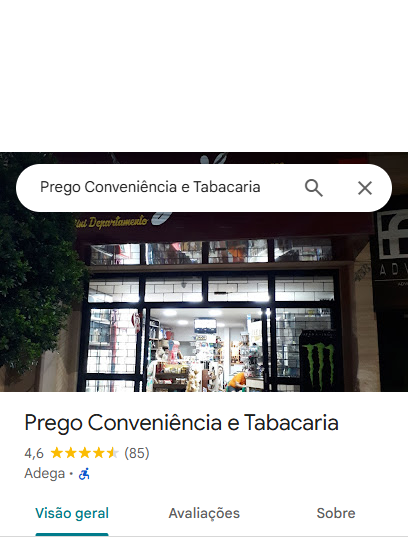 Prego Conveniência e Tabacaria
Mini Departamento
ADV
Prego Conveniência e Tabacaria
4,6 (85)
Adega ·
Visão geral
Avaliações
Sobre